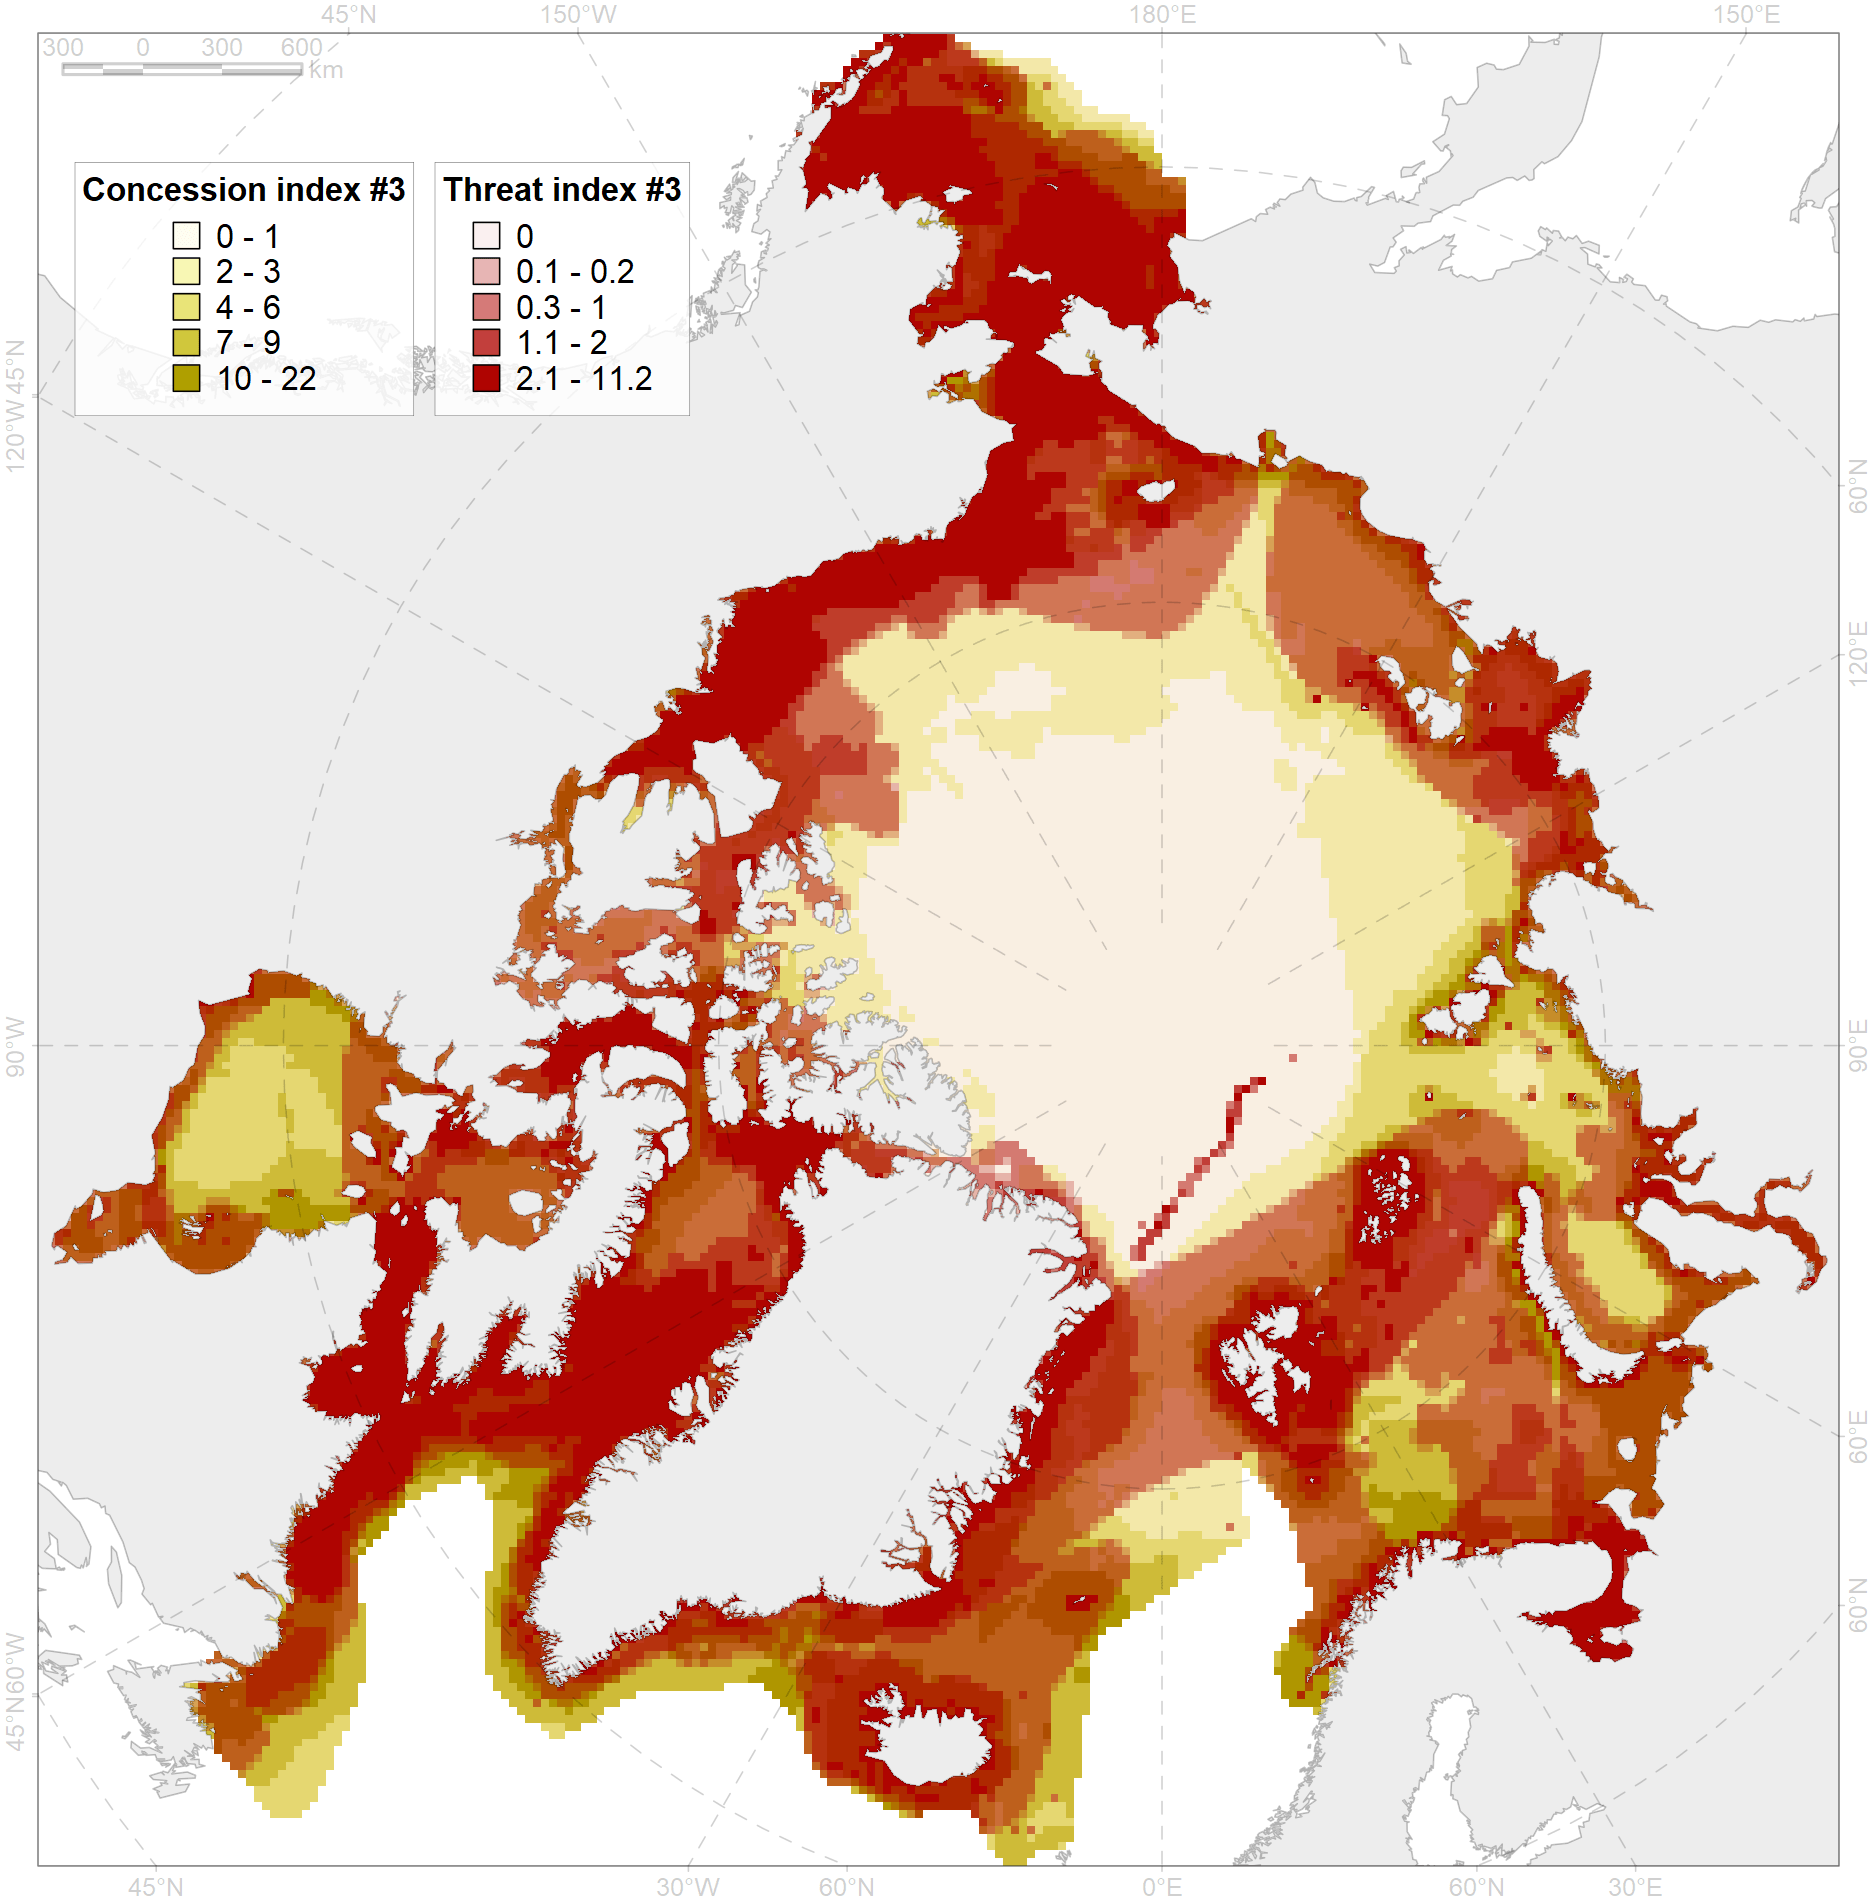 45°N 150°W 180°E 150°E
300 0 300 600 km
Concession index #3
0 - 1
2 - 3
4 - 6
7 - 9
10 - 22
Threat index #3
0
0.1 - 0.2
0.3 - 1
1.1 - 2
2.1 - 11.2
120°W 45°N
90°W
45°N 60°W
60°N
120°E
90°E
60°E
60°N
45°N 30°W 60°N 0°E 60°N 30°E